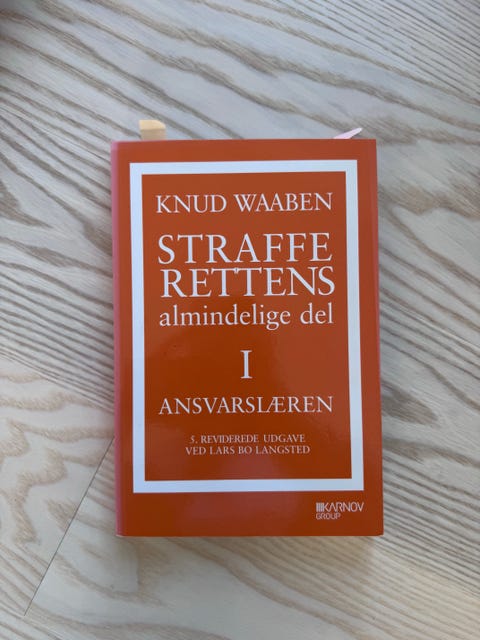 KNUD WAABEN
STRAFFE
RETTENS
almindelige del
I
ANSVARSLÆREN
5. REVIDEREDE UDGAVE
VED LARS BO LANGSTED
KARNOV
GROUP